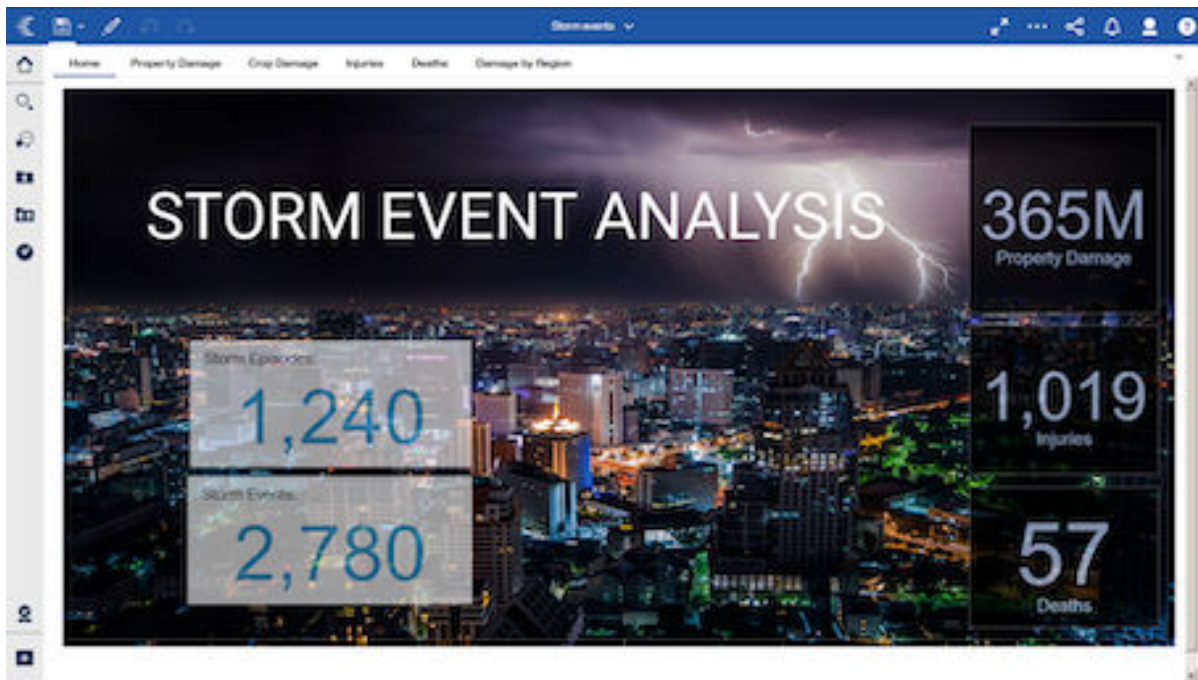 Storm events
Home Property Damage Crop Damage Injuries Deaths Damage by Region
STORM EVENT ANALYSIS
365M
Property Damage
Storm Episodes
1,240
1,019
Injuries
Storm Events
2,780
57
Deaths